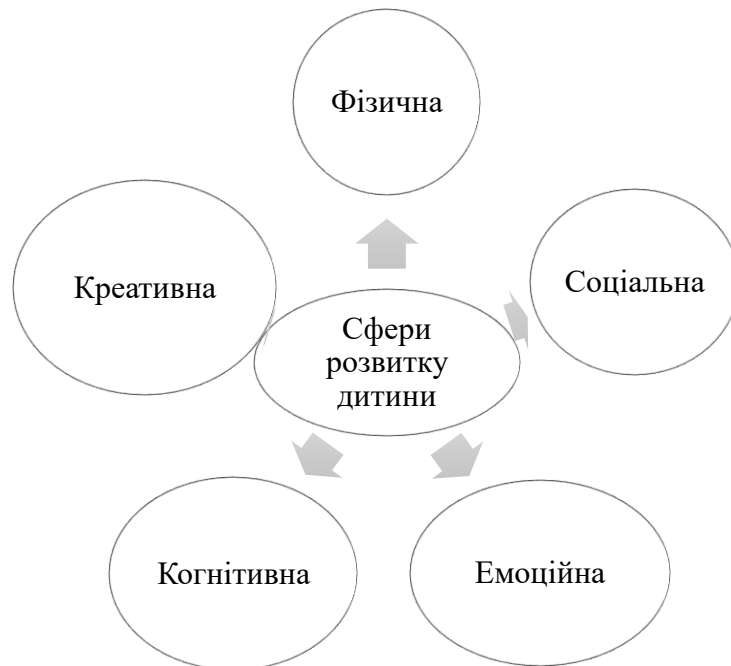 Фізична
Креативна
Соціальна
Сфери
розвитку
дитини
Когнітивна
Емоційна